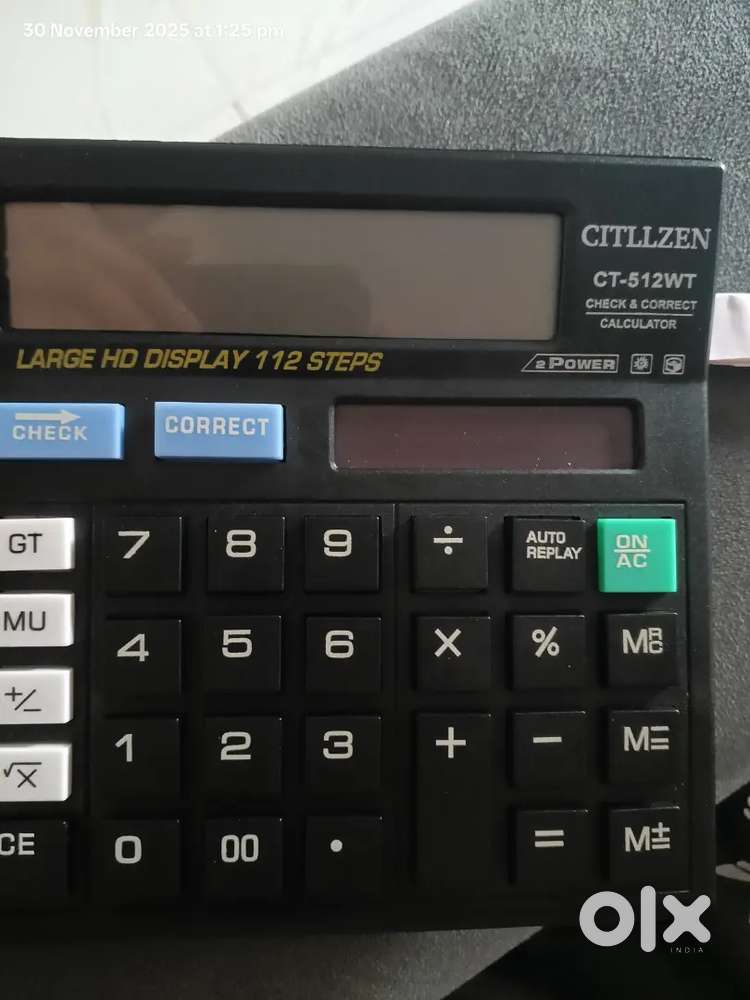 30 November 2025 at 1:25 pm
CITLLZEN
CT-512WT
CHECK & CORRECT
CALCULATOR
LARGE HD DISPLAY 112 STEPS
2 POWER
CHECK
CORRECT
GT 7 8 9 ÷ AUTO REPLAY ON/AC
MU 4 5 6 × % MRC
+/− 1 2 3 + − M=
√x
CE 0 00 . = M±
olx
INDIA